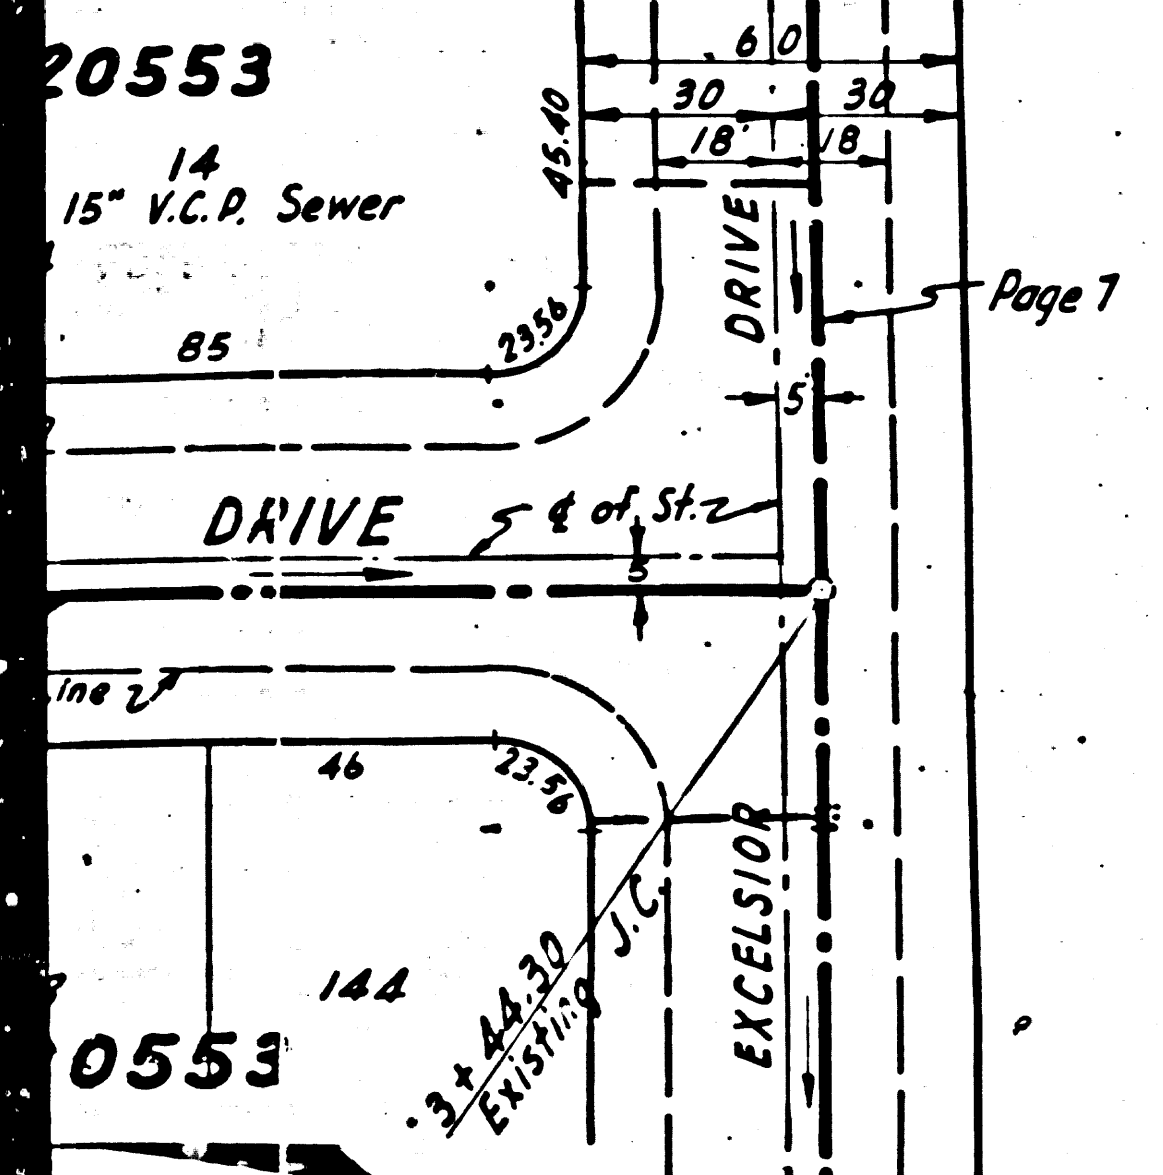 20553
60
30 30
18' 18
45.40
14
15" V.C.P. Sewer
DRIVE
Page 7
23.56
85
5
DRIVE
℄ of St.
5
ine
46
23.56
EXCELSIOR
J.C.
144
3 + 44.30
Existing
0553